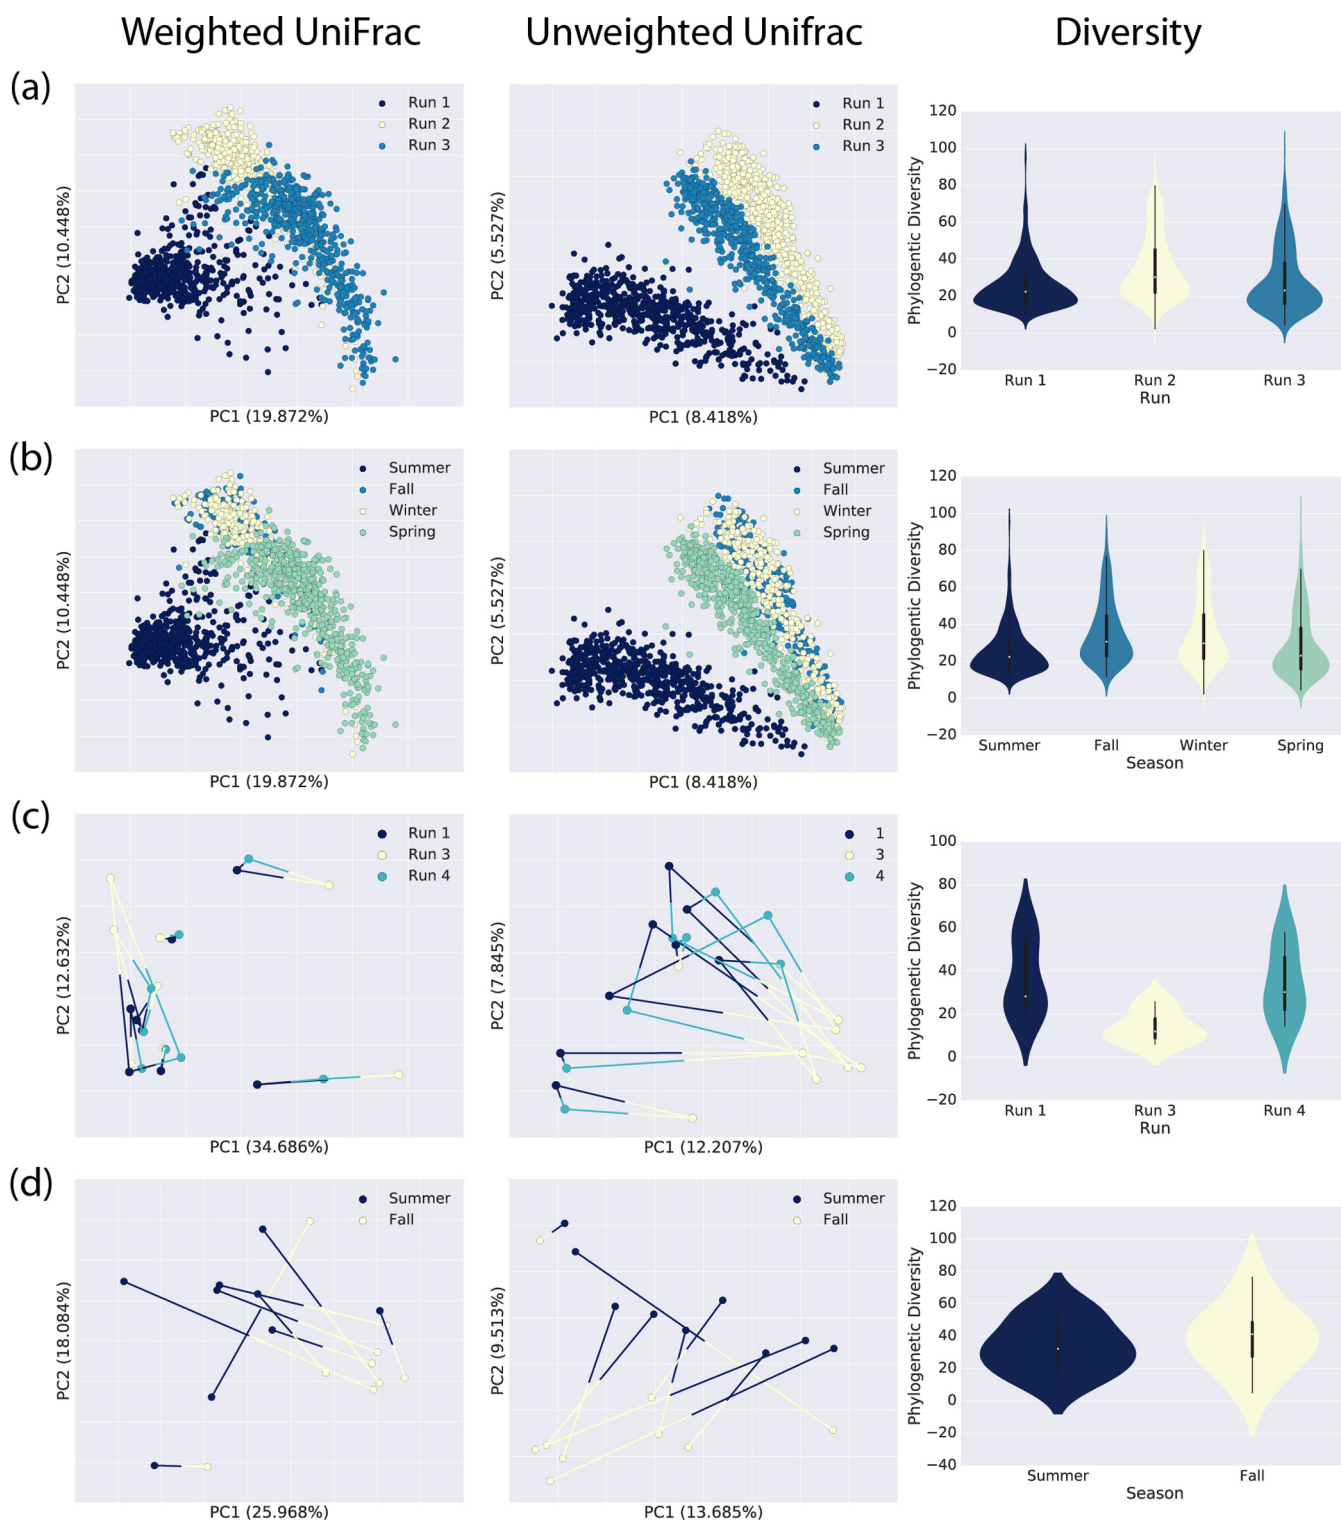 Weighted UniFrac
Unweighted Unifrac
Diversity
(a)
Run 1
Run 2
Run 3
PC2 (10.448%)
PC1 (19.872%)
Run 1
Run 2
Run 3
PC2 (5.527%)
PC1 (8.418%)
Phylogentic Diversity
120
100
80
60
40
20
0
−20
Run 1
Run 2
Run 3
Run
(b)
Summer
Fall
Winter
Spring
PC2 (10.448%)
PC1 (19.872%)
Summer
Fall
Winter
Spring
PC2 (5.527%)
PC1 (8.418%)
Phylogentic Diversity
120
100
80
60
40
20
0
−20
Summer
Fall
Winter
Spring
Season
(c)
Run 1
Run 3
Run 4
PC2 (12.632%)
PC1 (34.686%)
1
3
4
PC2 (7.845%)
PC1 (12.207%)
Phylogenetic Diversity
100
80
60
40
20
0
−20
Run 1
Run 3
Run 4
Run
(d)
Summer
Fall
PC2 (18.084%)
PC1 (25.968%)
Summer
Fall
PC2 (9.513%)
PC1 (13.685%)
Phylogenetic Diversity
120
100
80
60
40
20
0
−20
−40
Summer
Fall
Season